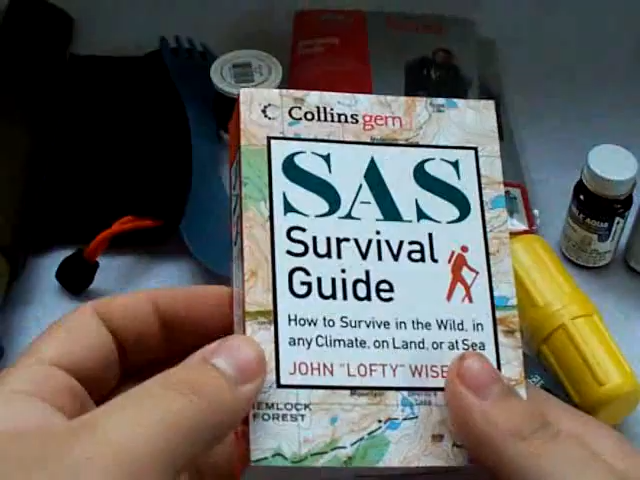 Collins gem
SAS
Survival
Guide
How to Survive in the Wild, in
any Climate, on Land, or at Sea
JOHN "LOFTY" WISE
HEMLOCK
FOREST
AQUA